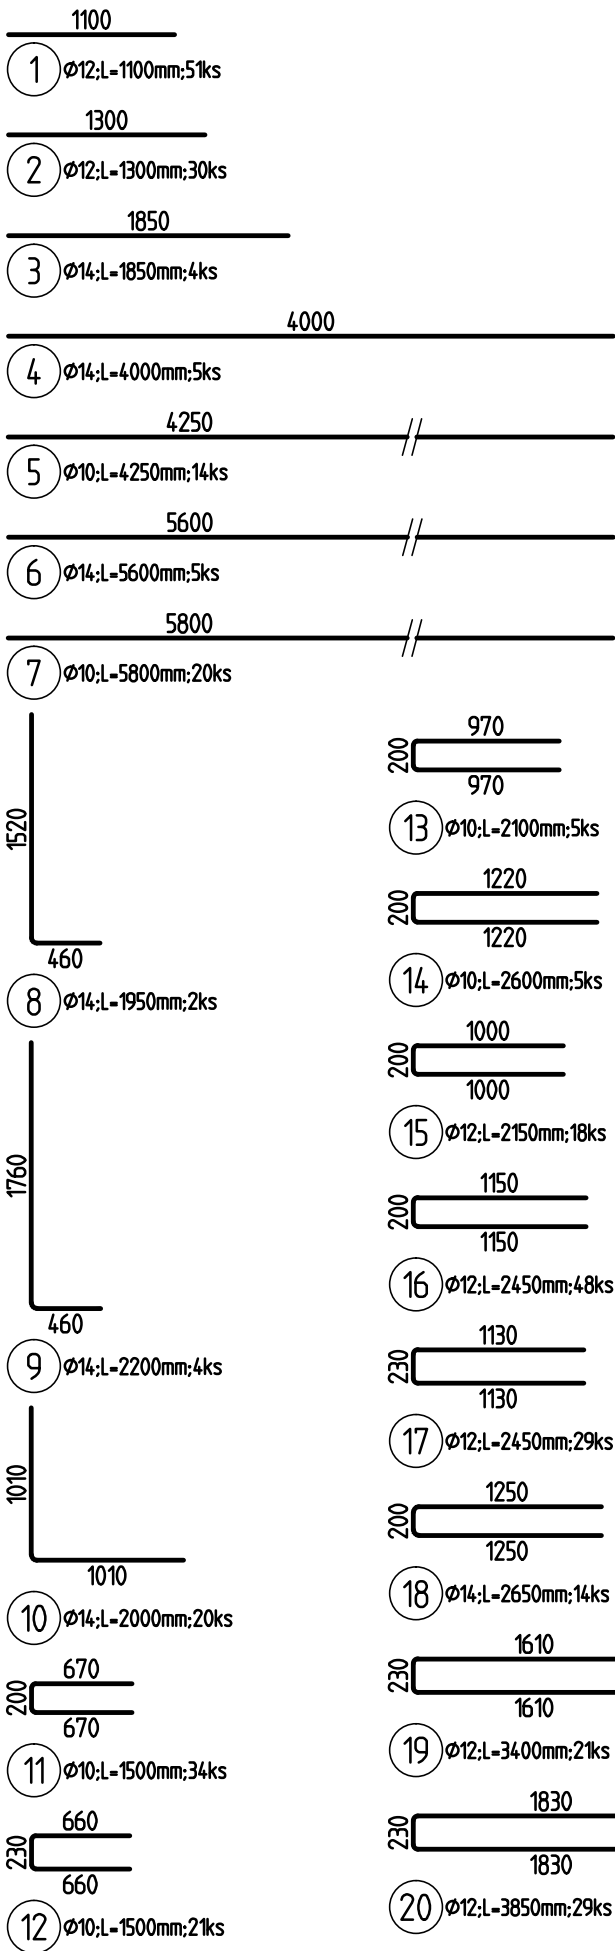 1100
1 Ø12;L=1100mm;51ks
1300
2 Ø12;L=1300mm;30ks
1850
3 Ø14;L=1850mm;4ks
4000
4 Ø14;L=4000mm;5ks
4250
5 Ø10;L=4250mm;14ks
5600
6 Ø14;L=5600mm;5ks
5800
7 Ø10;L=5800mm;20ks
1520
460
8 Ø14;L=1950mm;2ks
1760
460
9 Ø14;L=2200mm;4ks
1010
1010
10 Ø14;L=2000mm;20ks
670
200
670
11 Ø10;L=1500mm;34ks
660
230
660
12 Ø10;L=1500mm;21ks
970
200
970
13 Ø10;L=2100mm;5ks
1220
200
1220
14 Ø10;L=2600mm;5ks
1000
200
1000
15 Ø12;L=2150mm;18ks
1150
200
1150
16 Ø12;L=2450mm;48ks
1130
230
1130
17 Ø12;L=2450mm;29ks
1250
200
1250
18 Ø14;L=2650mm;14ks
1610
230
1610
19 Ø12;L=3400mm;21ks
1830
230
1830
20 Ø12;L=3850mm;29ks